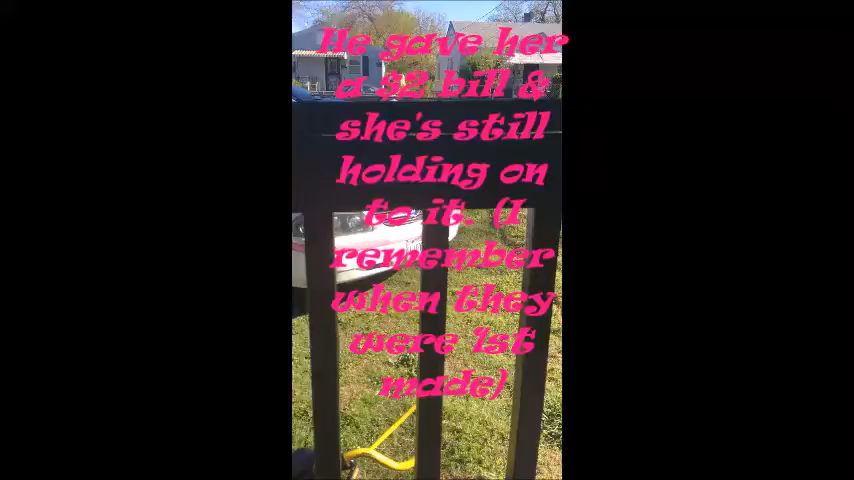 He gave her
a $2 bill &
she's still
holding on
to it. (I
remember
when they
were 1st
made)